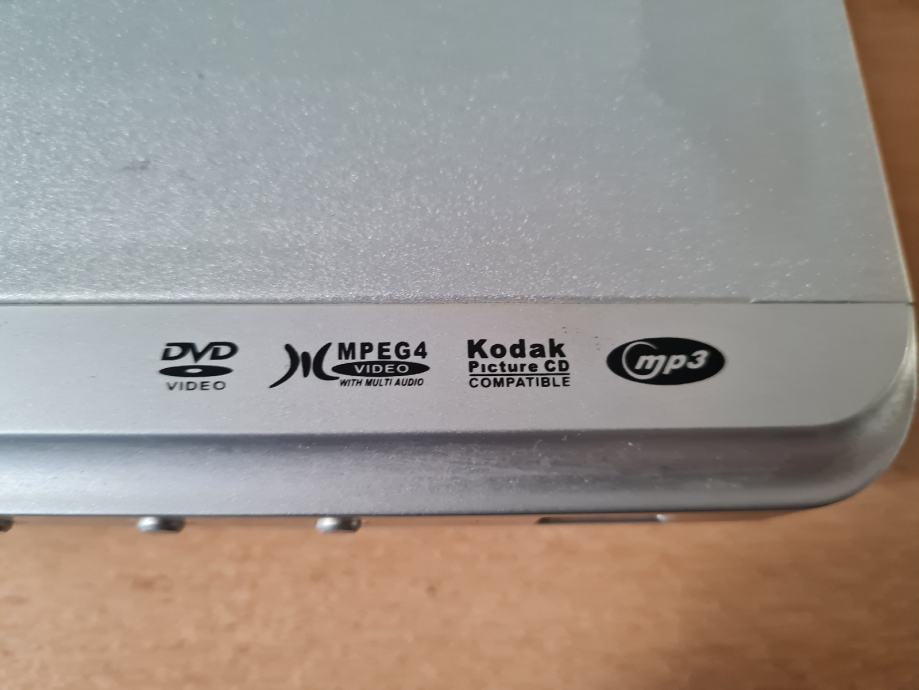 DVD
VIDEO
MPEG4
VIDEO
WITH MULTI AUDIO
Kodak
Picture CD
COMPATIBLE
mp3